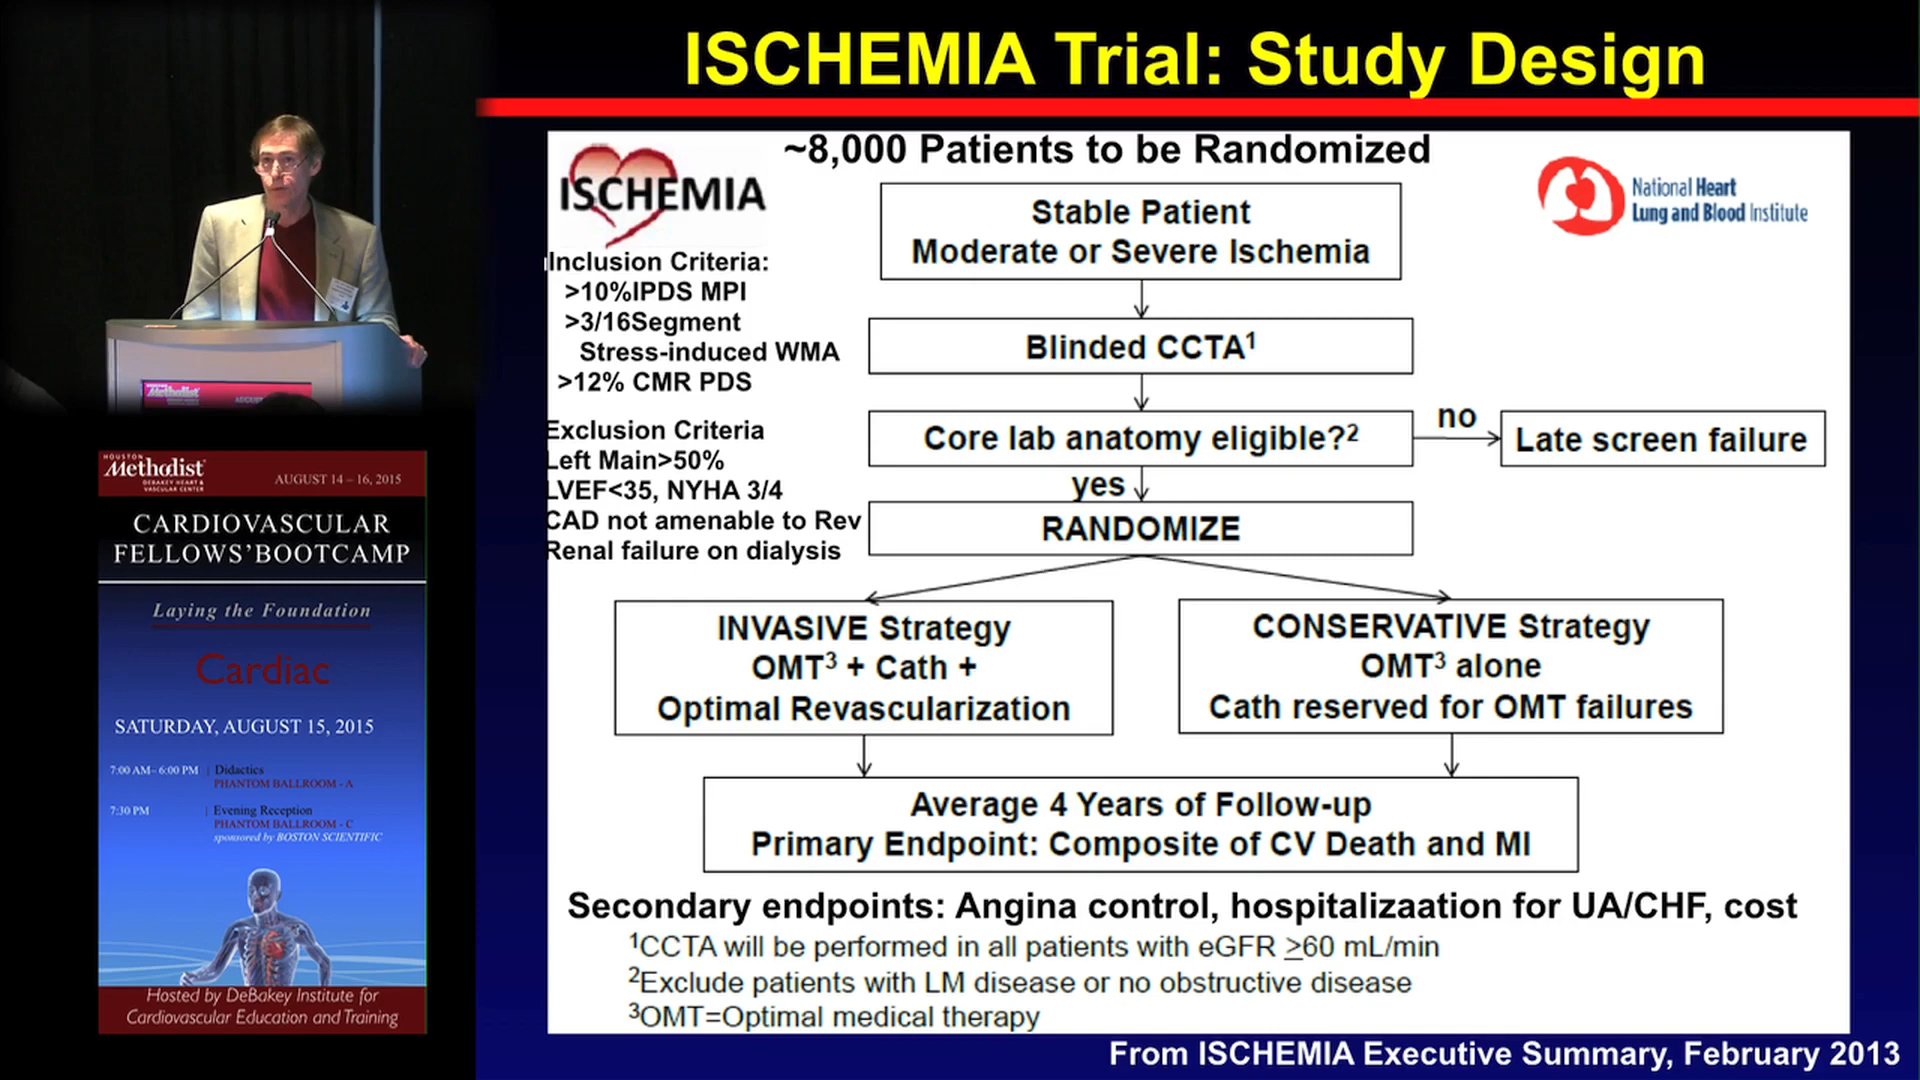 ISCHEMIA Trial: Study Design
~8,000 Patients to be Randomized
ISCHEMIA
National Heart
Lung and Blood Institute
Stable Patient
Moderate or Severe Ischemia
Inclusion Criteria:
>10%IPDS MPI
>3/16Segment
Stress-induced WMA
>12% CMR PDS
Blinded CCTA¹
Exclusion Criteria
Left Main>50%
LVEF<35, NYHA 3/4
CAD not amenable to Rev
Renal failure on dialysis
Core lab anatomy eligible?²
no
Late screen failure
yes
RANDOMIZE
INVASIVE Strategy
OMT³ + Cath +
Optimal Revascularization
CONSERVATIVE Strategy
OMT³ alone
Cath reserved for OMT failures
Average 4 Years of Follow-up
Primary Endpoint: Composite of CV Death and MI
Secondary endpoints: Angina control, hospitalizaation for UA/CHF, cost
¹CCTA will be performed in all patients with eGFR ≥60 mL/min
²Exclude patients with LM disease or no obstructive disease
³OMT=Optimal medical therapy
From ISCHEMIA Executive Summary, February 2013
Methodist
HOUSTON
Methodist
DEBAKEY HEART &
VASCULAR CENTER
AUGUST 14 – 16, 2015
CARDIOVASCULAR
FELLOWS'BOOTCAMP
Laying the Foundation
Cardiac
SATURDAY, AUGUST 15, 2015
7:00 AM– 6:00 PM | Didactics
PHANTOM BALLROOM - A
7:30 PM | Evening Reception
PHANTOM BALLROOM - C
sponsored by BOSTON SCIENTIFIC
Hosted by DeBakey Institute for
Cardiovascular Education and Training